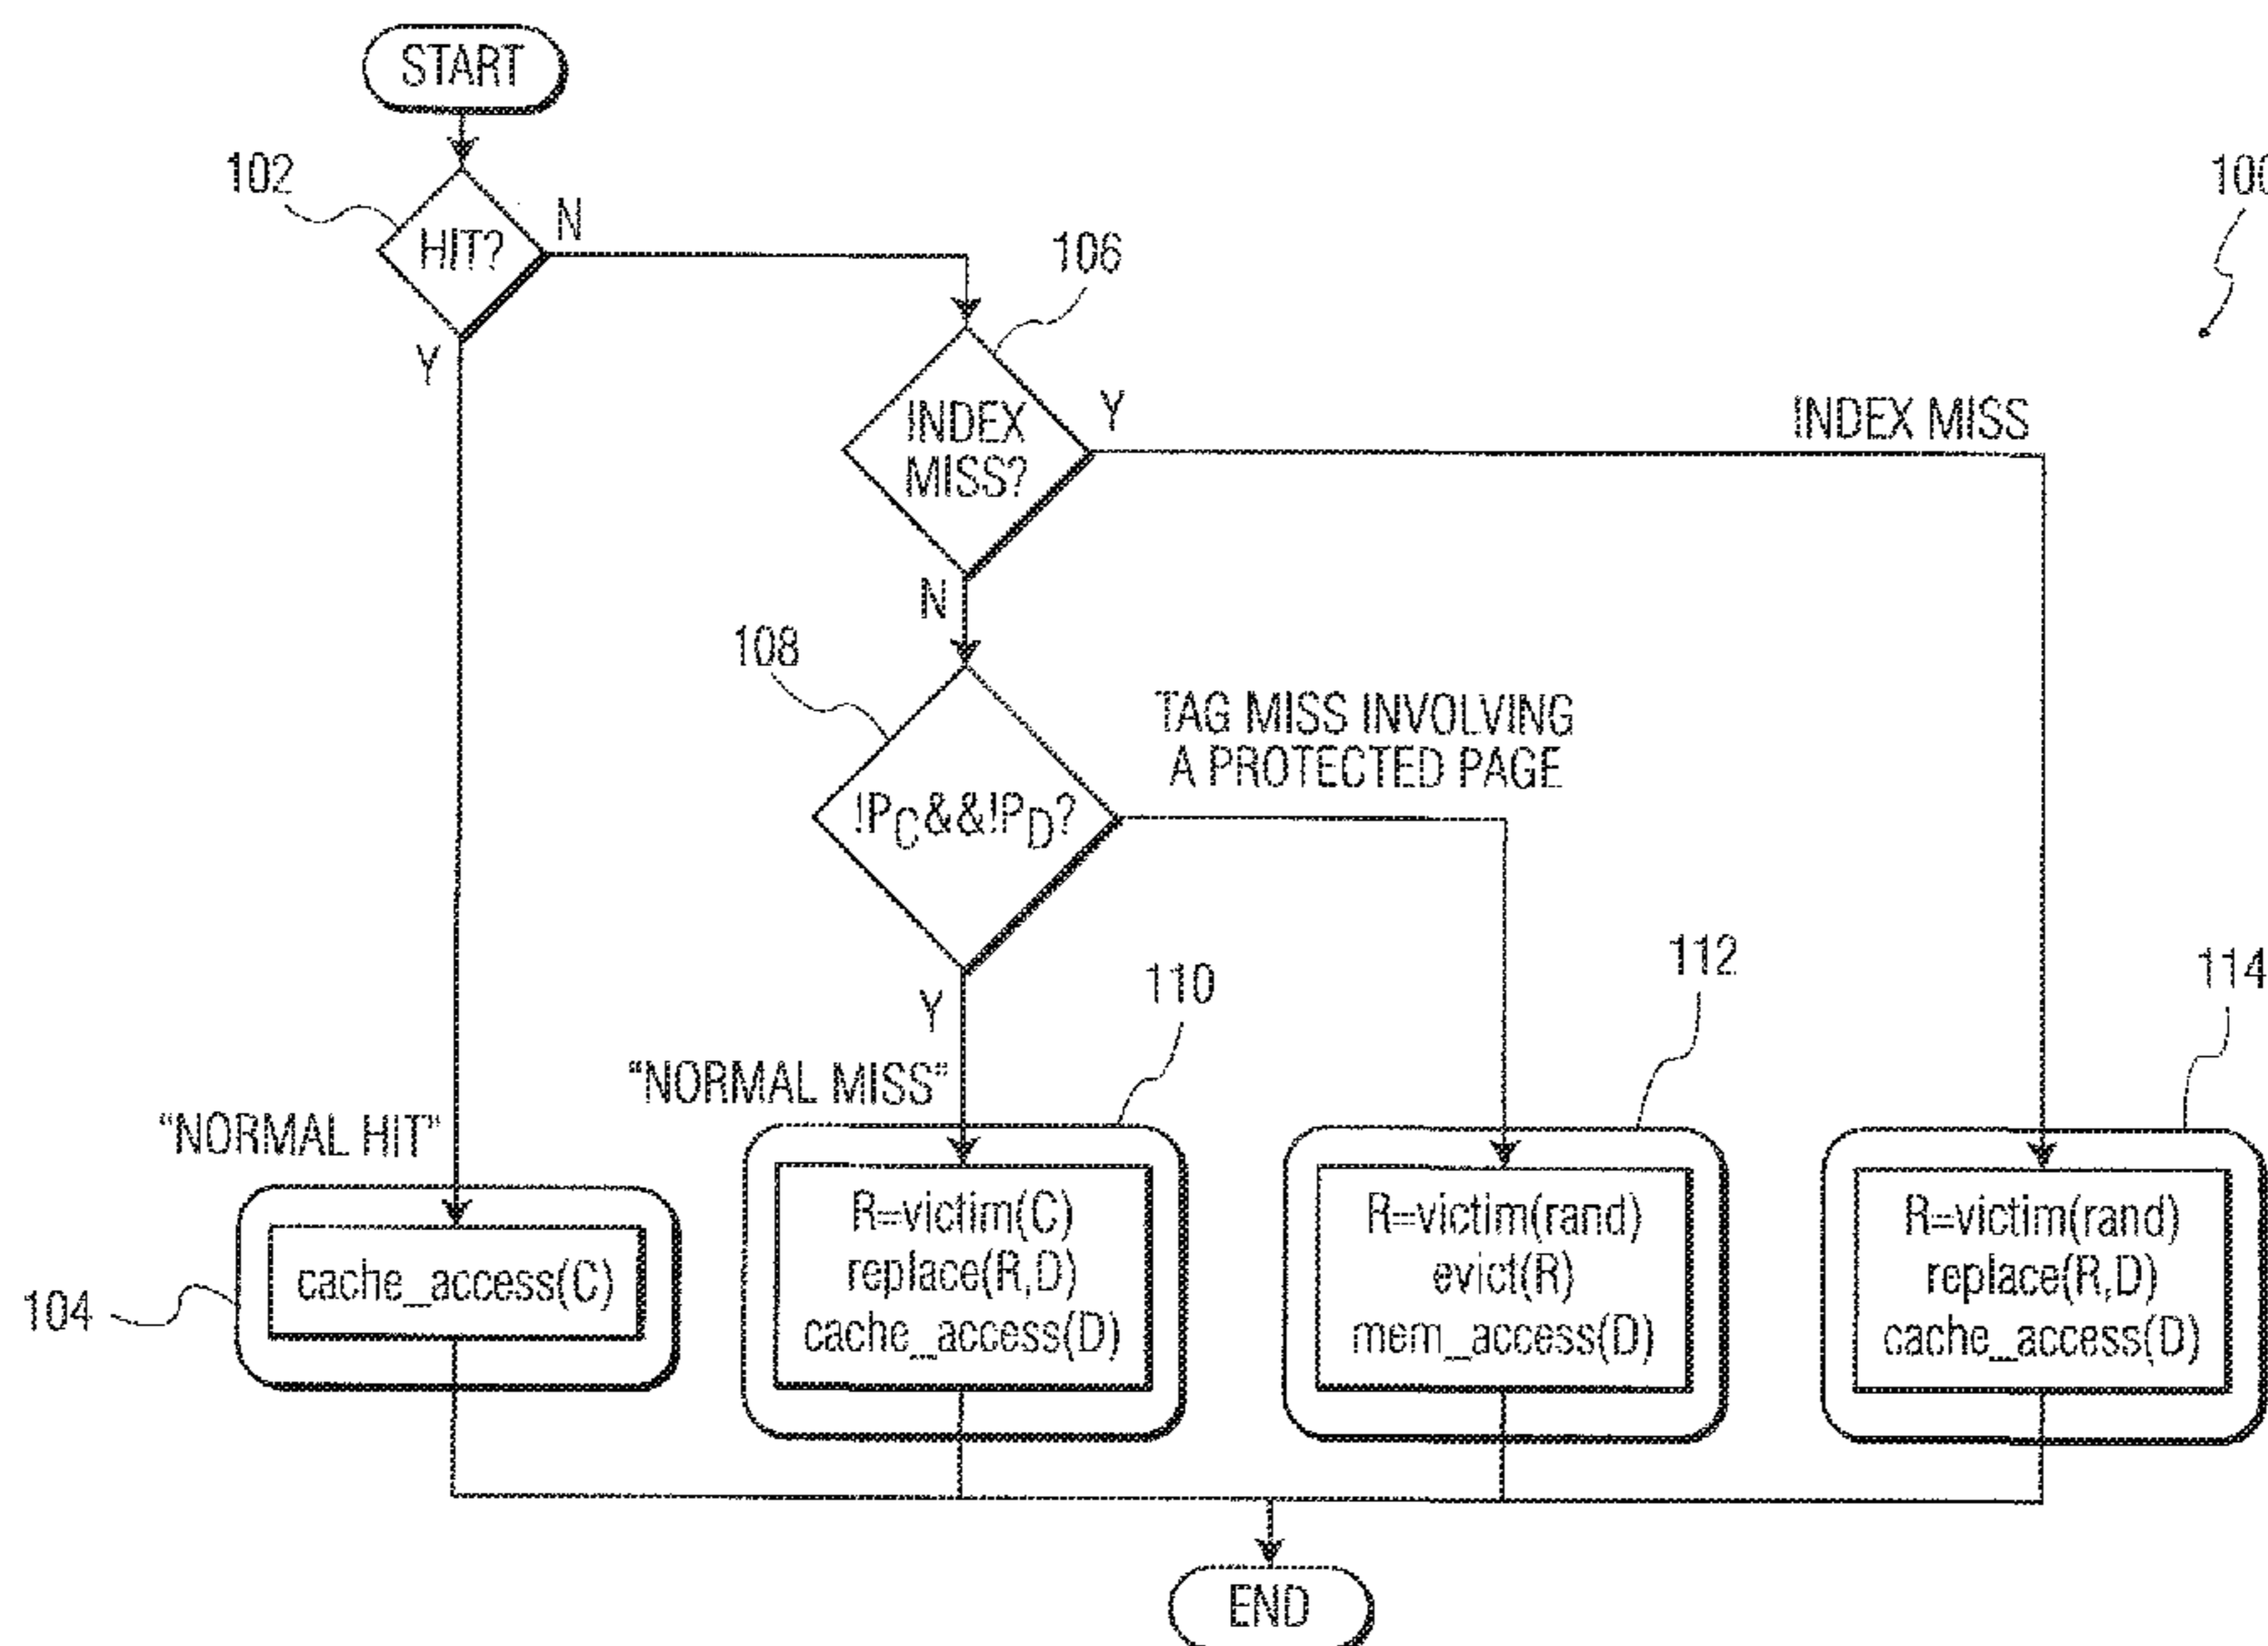 START
102
HIT?
N
Y
100
106
INDEX
MISS?
Y
INDEX MISS
N
108
!PC&&!PD?
TAG MISS INVOLVING
A PROTECTED PAGE
Y
110
112
114
"NORMAL MISS"
"NORMAL HIT"
104
cache_access(C)
R=victim(C)
replace(R,D)
cache_access(D)
R=victim(rand)
evict(R)
mem_access(D)
R=victim(rand)
replace(R,D)
cache_access(D)
END